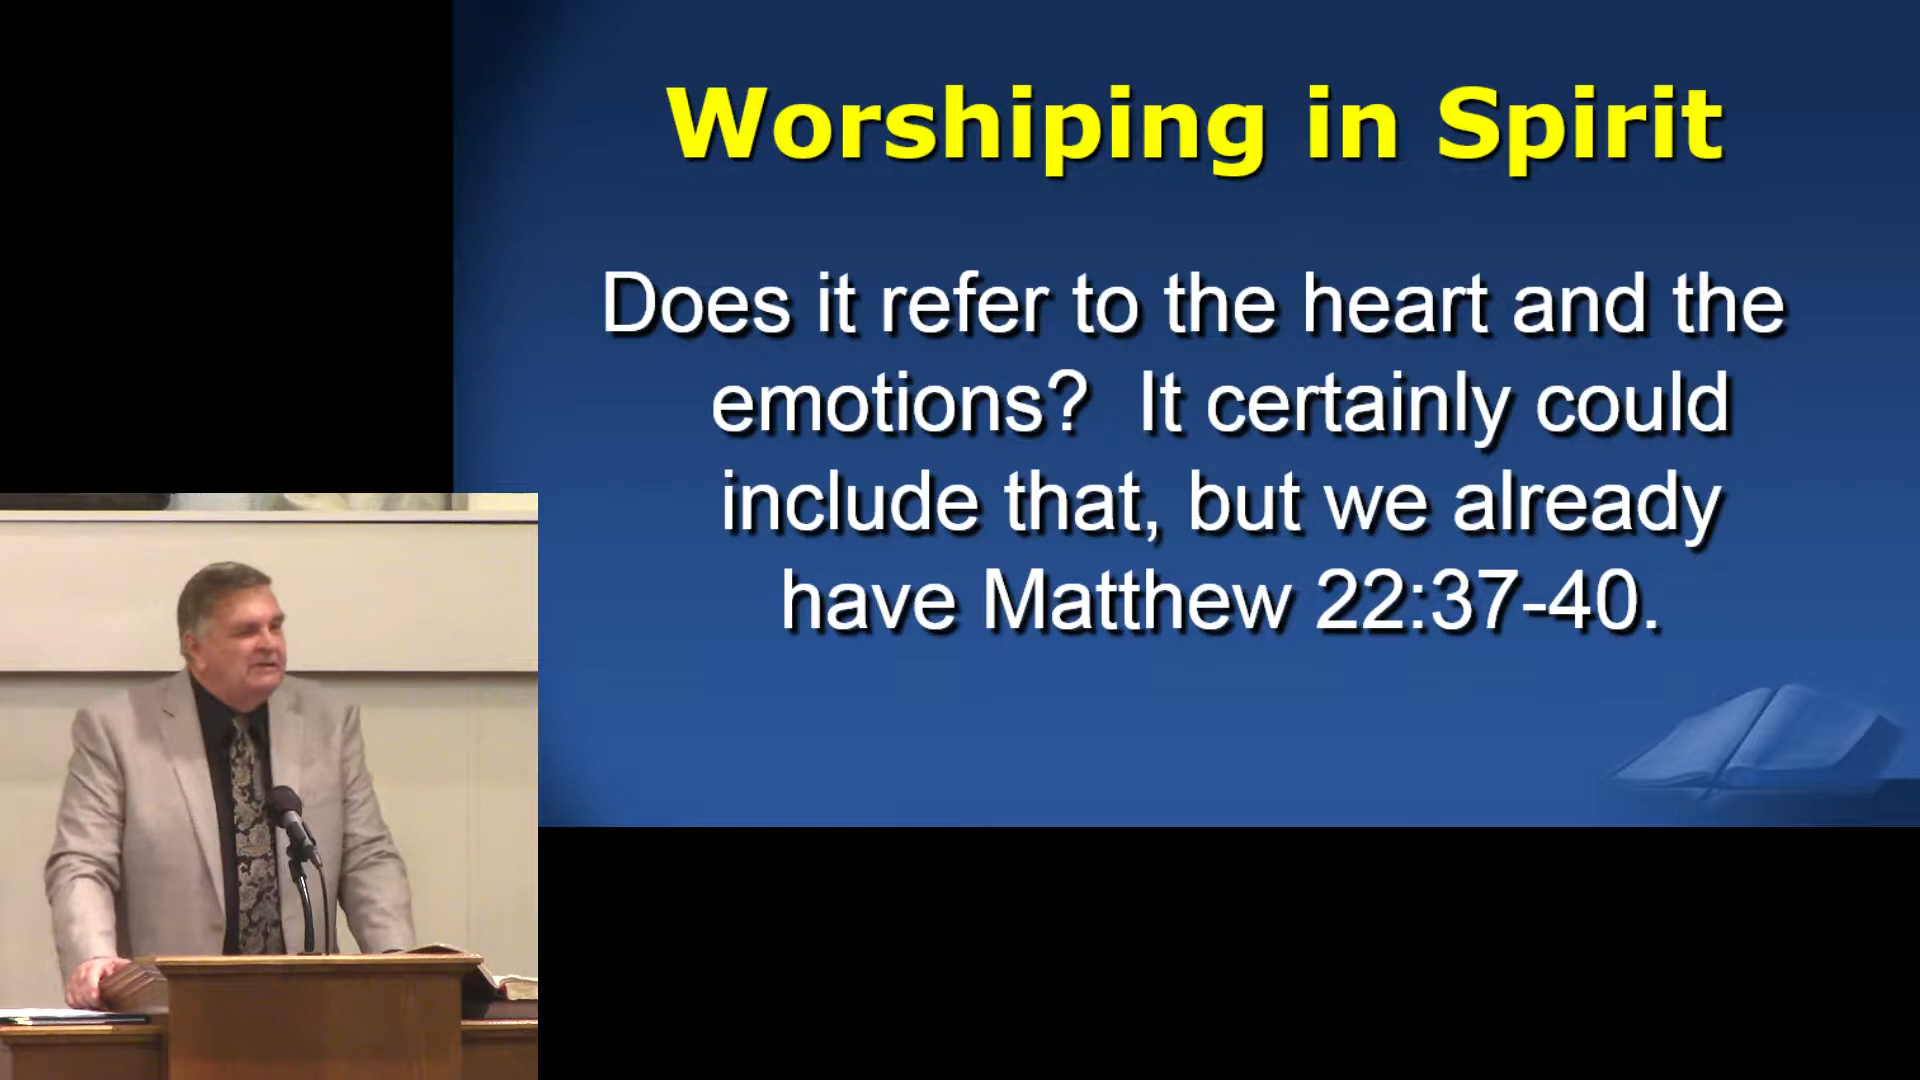 Worshiping in Spirit
Does it refer to the heart and the
emotions?  It certainly could
include that, but we already
have Matthew 22:37-40.